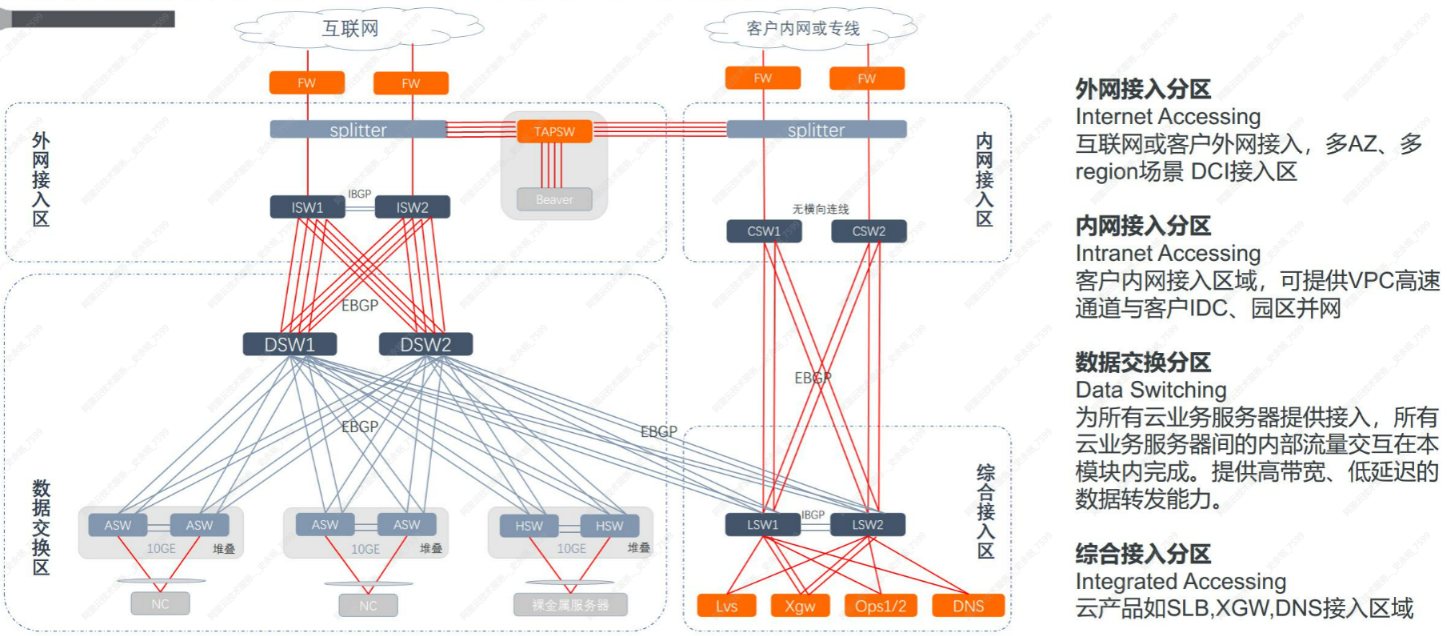 互联网
客户内网或专线
FW
FW
FW
FW
外网接入区
splitter
TAPSW
splitter
内网接入区
Beaver
IBGP
ISW1
ISW2
无横向连线
CSW1
CSW2
EBGP
DSW1
DSW2
EBGP
EBGP
EBGP
数据交换区
ASW
ASW
10GE
堆叠
NC
ASW
ASW
10GE
堆叠
NC
HSW
HSW
10GE
堆叠
裸金属服务器
综合接入区
LSW1
IBGP
LSW2
Lvs
Xgw
Ops1/2
DNS
外网接入分区
Internet Accessing
互联网或客户外网接入，多AZ、多
region场景 DCI接入区
内网接入分区
Intranet Accessing
客户内网接入区域，可提供VPC高速
通道与客户IDC、园区并网
数据交换分区
Data Switching
为所有云业务服务器提供接入，所有
云业务服务器间的内部流量交互在本
模块内完成。提供高带宽、低延迟的
数据转发能力。
综合接入分区
Integrated Accessing
云产品如SLB,XGW,DNS接入区域